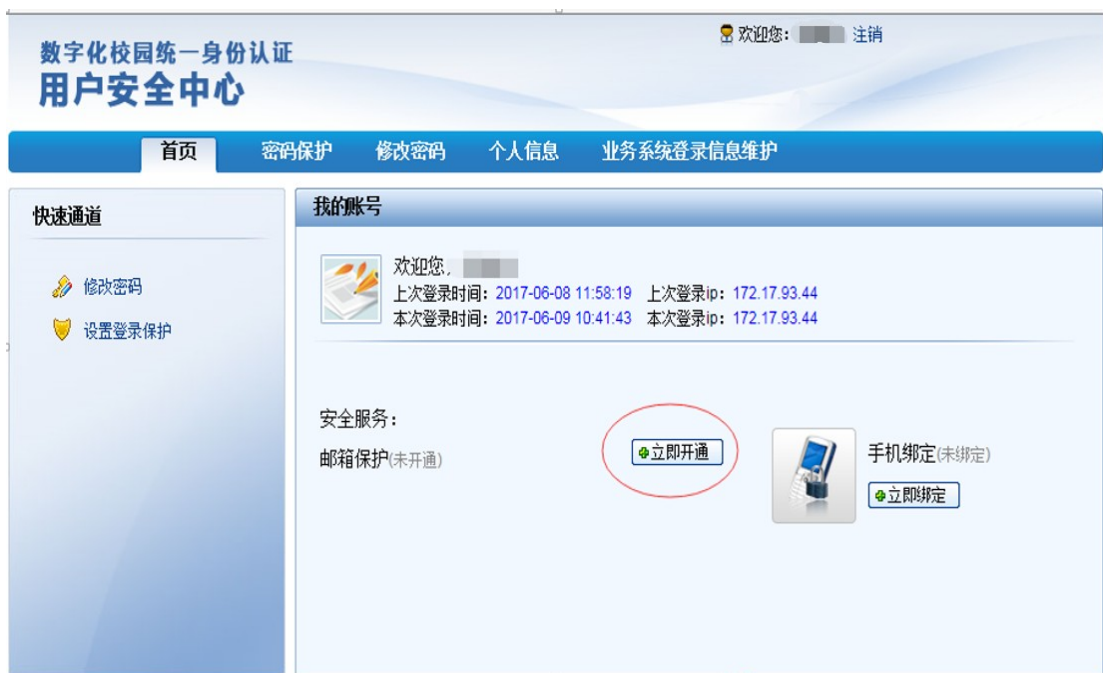 欢迎您： 注销
数字化校园统一身份认证
用户安全中心
首页 密码保护 修改密码 个人信息 业务系统登录信息维护
快速通道
修改密码
设置登录保护
我的账号
欢迎您，
上次登录时间：2017-06-08 11:58:19 上次登录ip：172.17.93.44
本次登录时间：2017-06-09 10:41:43 本次登录ip：172.17.93.44
安全服务：
邮箱保护(未开通) 立即开通
手机绑定(未绑定)
立即绑定